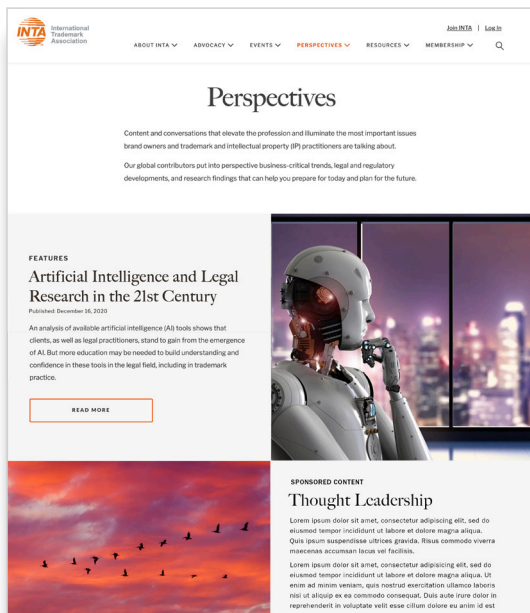 INTA
International
Trademark
Association
Join INTA | Log In
ABOUT INTA ADVOCACY EVENTS PERSPECTIVES RESOURCES MEMBERSHIP
Perspectives
Content and conversations that elevate the profession and illuminate the most important issues
brand owners and trademark and intellectual property (IP) practitioners are talking about.
Our global contributors put into perspective business-critical trends, legal and regulatory
developments, and research findings that can help you prepare for today and plan for the future.
FEATURES
Artificial Intelligence and Legal
Research in the 21st Century
Published: December 16, 2020
An analysis of available artificial intelligence (AI) tools shows that
clients, as well as legal practitioners, stand to gain from the emergence
of AI. But more education may be needed to build understanding and
confidence in these tools in the legal field, including in trademark
practice.
READ MORE
SPONSORED CONTENT
Thought Leadership
Lorem ipsum dolor sit amet, consectetur adipiscing elit, sed do
eiusmod tempor incididunt ut labore et dolore magna aliqua.
Quis ipsum suspendisse ultrices gravida. Risus commodo viverra
maecenas accumsan lacus vel facilisis.
Lorem ipsum dolor sit amet, consectetur adipiscing elit, sed do
eiusmod tempor incididunt ut labore et dolore magna aliqua. Ut
enim ad minim veniam, quis nostrud exercitation ullamco laboris
nisi ut aliquip ex ea commodo consequat. Duis aute irure dolor in
reprehenderit in voluptate velit esse cillum dolore eu anim id est